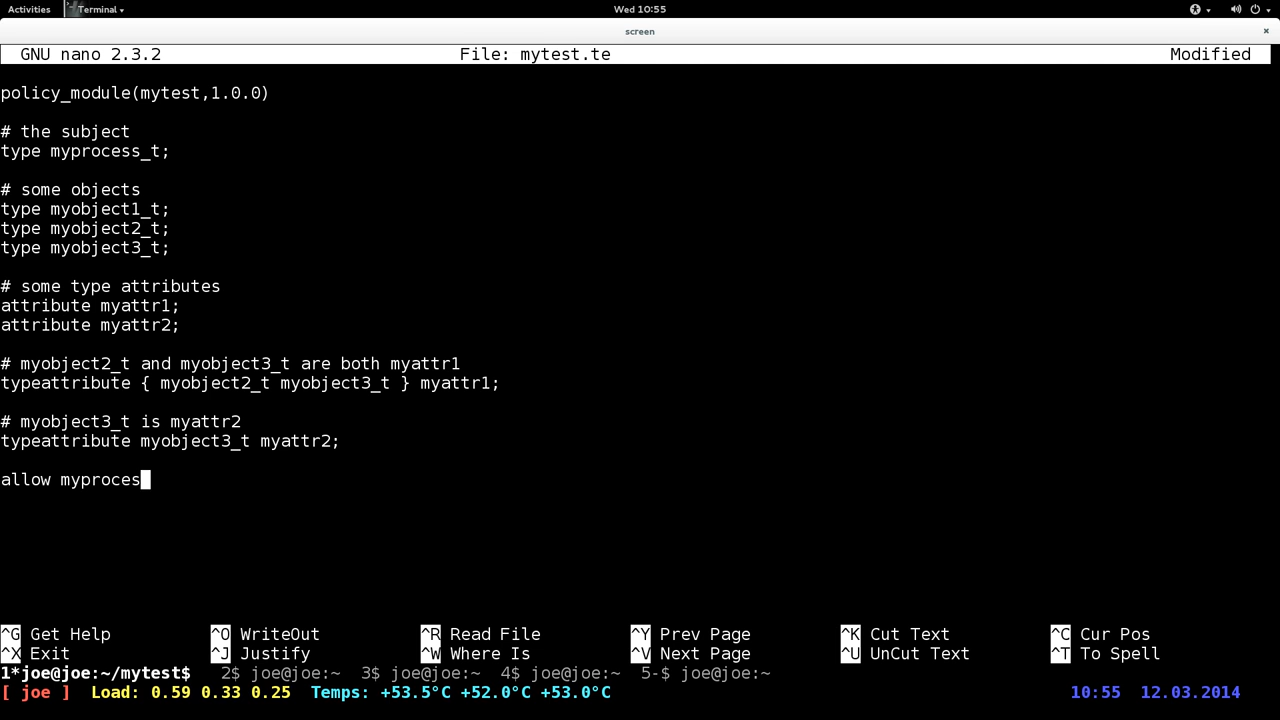 Activities Terminal Wed 10:55
screen
GNU nano 2.3.2 File: mytest.te Modified
policy_module(mytest,1.0.0)
# the subject
type myprocess_t;
# some objects
type myobject1_t;
type myobject2_t;
type myobject3_t;
# some type attributes
attribute myattr1;
attribute myattr2;
# myobject2_t and myobject3_t are both myattr1
typeattribute { myobject2_t myobject3_t } myattr1;
# myobject3_t is myattr2
typeattribute myobject3_t myattr2;
allow myproces
^G Get Help ^O WriteOut ^R Read File ^Y Prev Page ^K Cut Text ^C Cur Pos
^X Exit ^J Justify ^W Where Is ^V Next Page ^U UnCut Text ^T To Spell
1*joe@joe:~/mytest$ 2$ joe@joe:~ 3$ joe@joe:~ 4$ joe@joe:~ 5-$ joe@joe:~
[ joe ] Load: 0.59 0.33 0.25 Temps: +53.5°C +52.0°C +53.0°C 10:55 12.03.2014